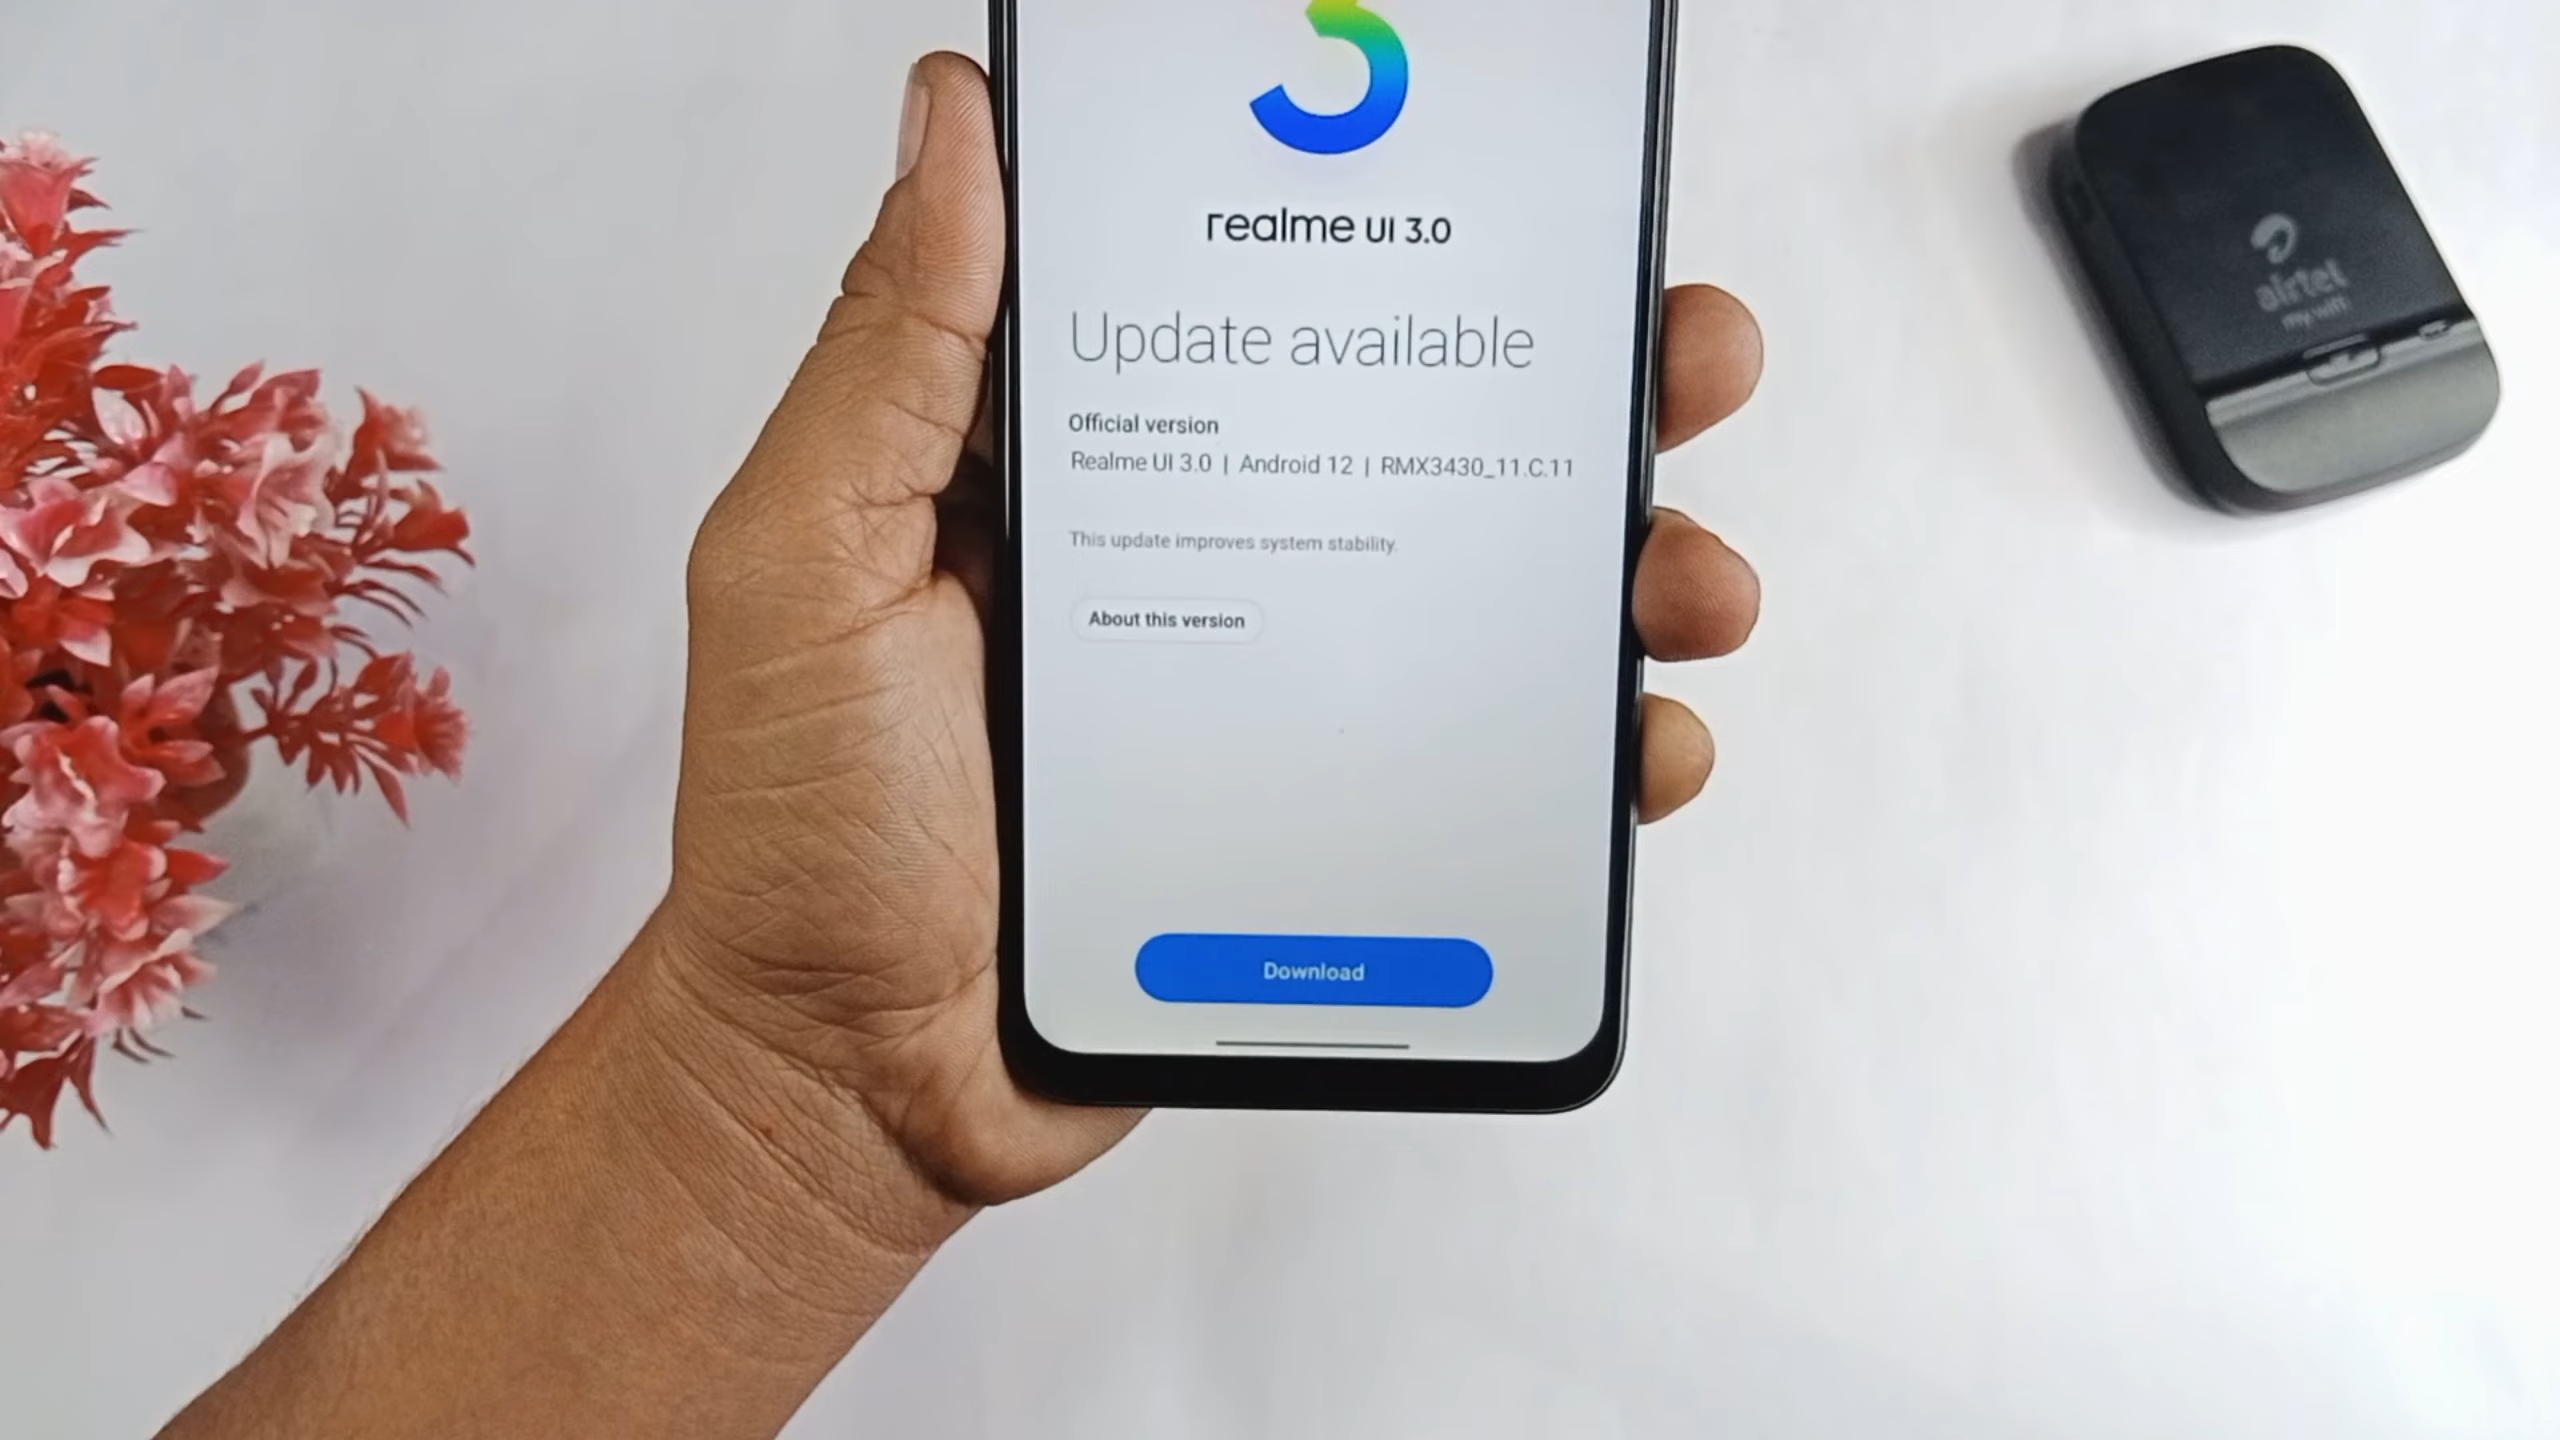 realme UI 3.0
Update available
Official version
Realme UI 3.0 | Android 12 | RMX3430_11.C.11
This update improves system stability.
About this version
Download
airtel
my wifi